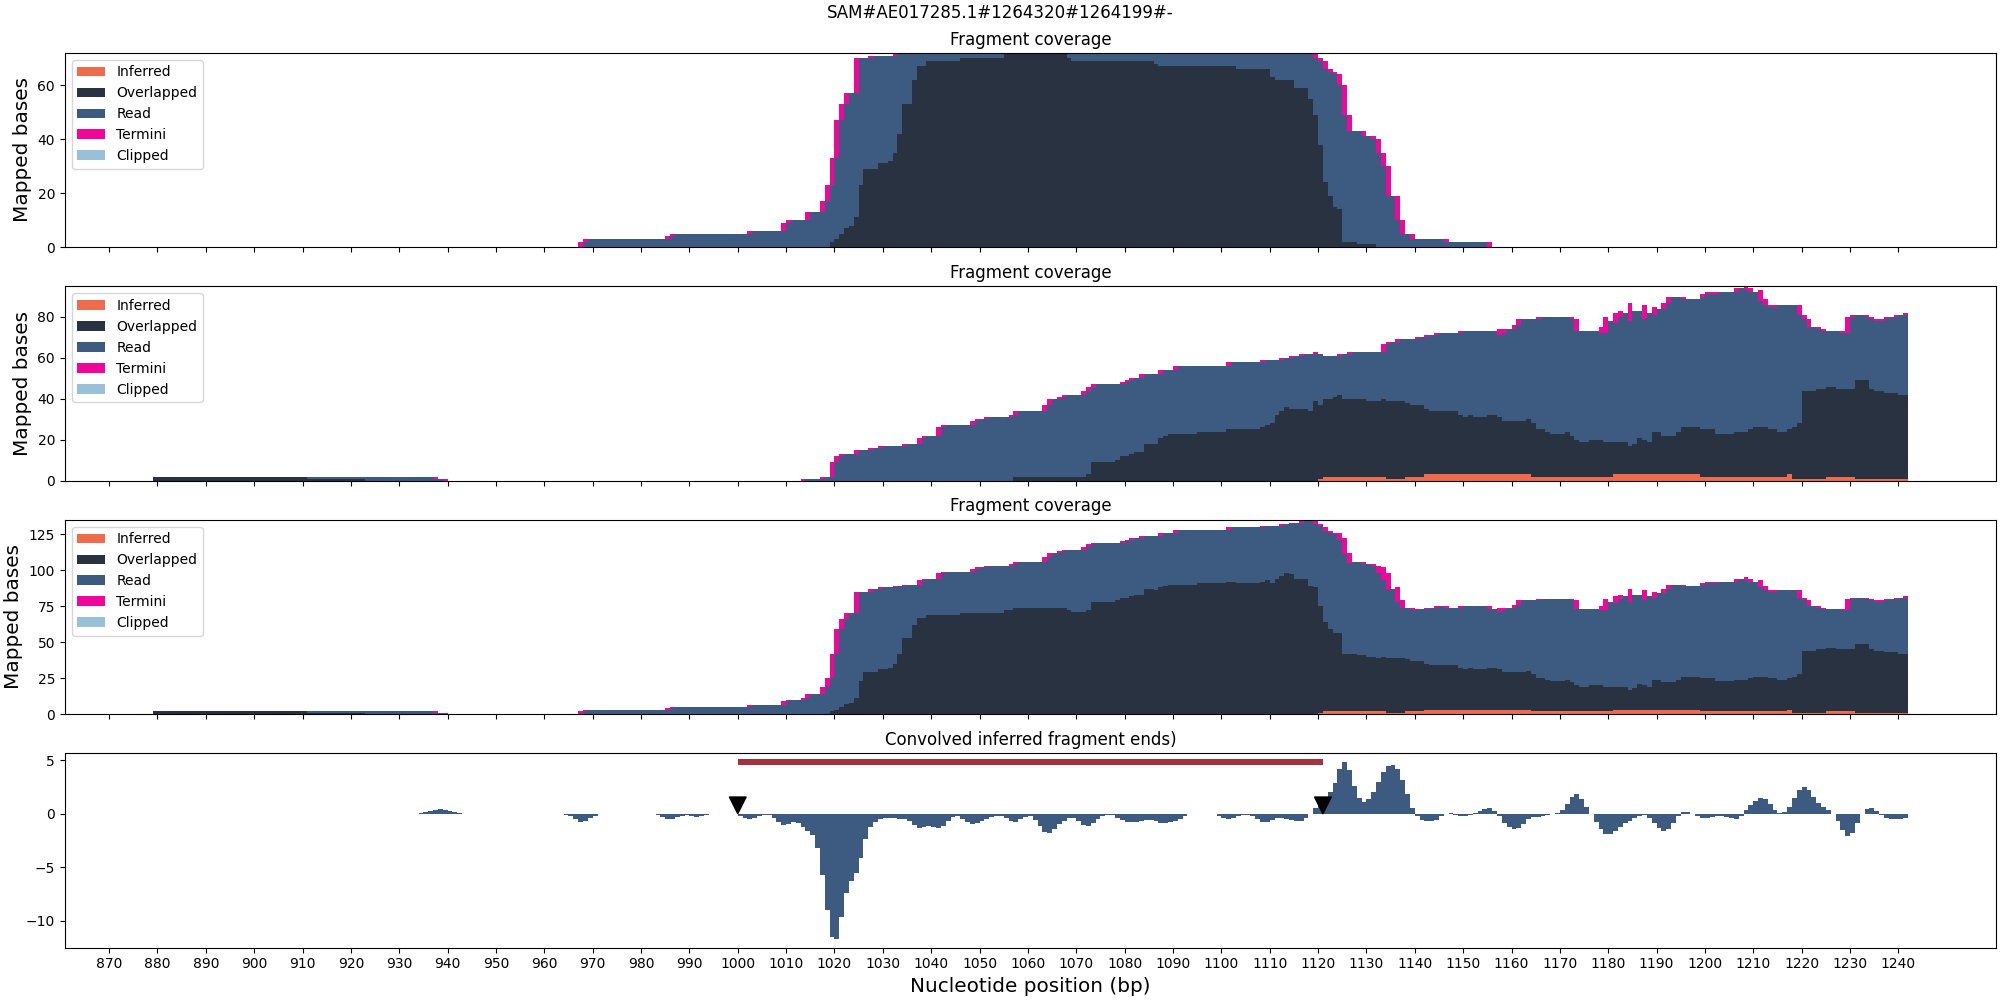 SAM#AE017285.1#1264320#1264199#-
Fragment coverage
Mapped bases
60
40
20
0
Inferred
Overlapped
Read
Termini
Clipped
Fragment coverage
Mapped bases
80
60
40
20
0
Inferred
Overlapped
Read
Termini
Clipped
Fragment coverage
Mapped bases
125
100
75
50
25
0
Inferred
Overlapped
Read
Termini
Clipped
Convolved inferred fragment ends)
5
0
−5
−10
870 880 890 900 910 920 930 940 950 960 970 980 990 1000 1010 1020 1030 1040 1050 1060 1070 1080 1090 1100 1110 1120 1130 1140 1150 1160 1170 1180 1190 1200 1210 1220 1230 1240
Nucleotide position (bp)